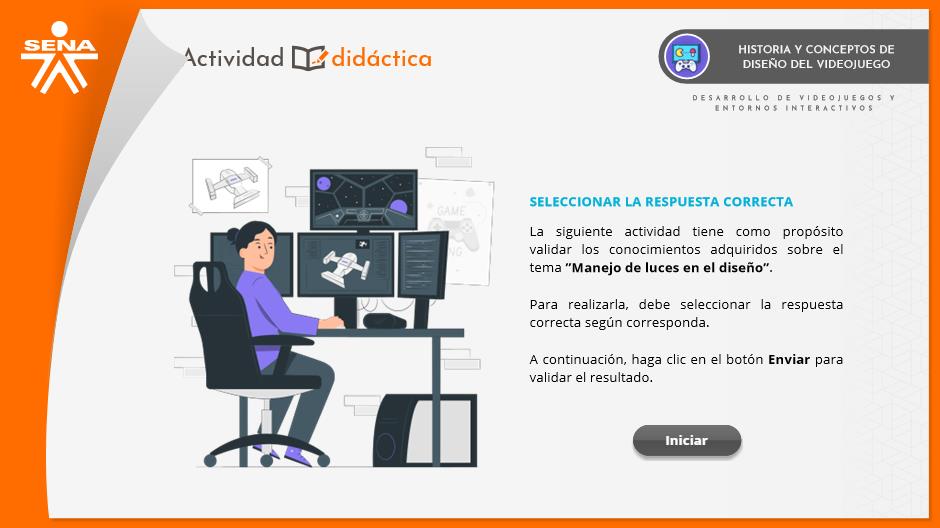 SENA
Actividad didáctica
HISTORIA Y CONCEPTOS DE
DISEÑO DEL VIDEOJUEGO
DESARROLLO DE VIDEOJUEGOS Y
ENTORNOS INTERACTIVOS
GAME
SELECCIONAR LA RESPUESTA CORRECTA
La siguiente actividad tiene como propósito
validar los conocimientos adquiridos sobre el
tema “Manejo de luces en el diseño”.
Para realizarla, debe seleccionar la respuesta
correcta según corresponda.
A continuación, haga clic en el botón Enviar para
validar el resultado.
Iniciar